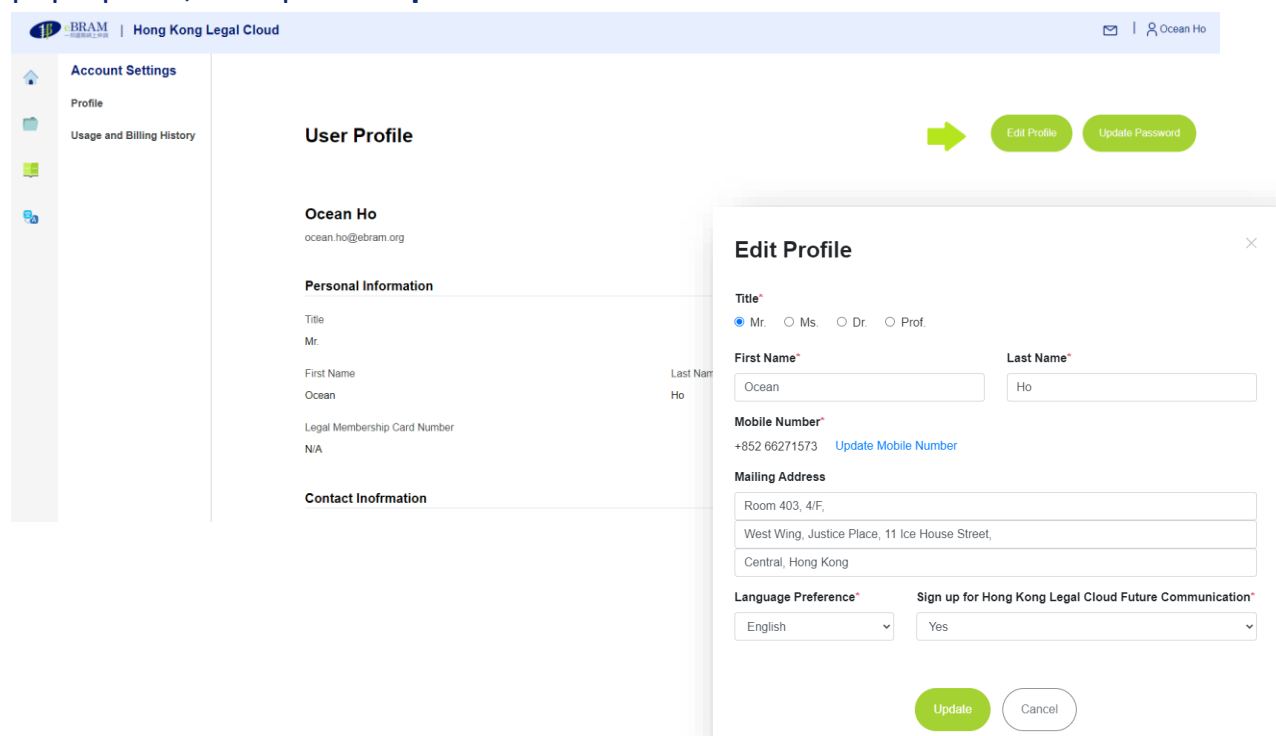 eBRAM | Hong Kong Legal Cloud
Ocean Ho
Account Settings
Profile
Usage and Billing History
User Profile
Edit Profile
Update Password
Ocean Ho
ocean.ho@ebram.org
Personal Information
Title
Mr.
First Name
Last Nam
Ocean
Ho
Legal Membership Card Number
N/A
Contact Inofrmation
Edit Profile
Title*
Mr. Ms. Dr. Prof.
First Name*
Last Name*
Ocean
Ho
Mobile Number*
+852 66271573 Update Mobile Number
Mailing Address
Room 403, 4/F,
West Wing, Justice Place, 11 Ice House Street,
Central, Hong Kong
Language Preference*
Sign up for Hong Kong Legal Cloud Future Communication*
English
Yes
Update
Cancel